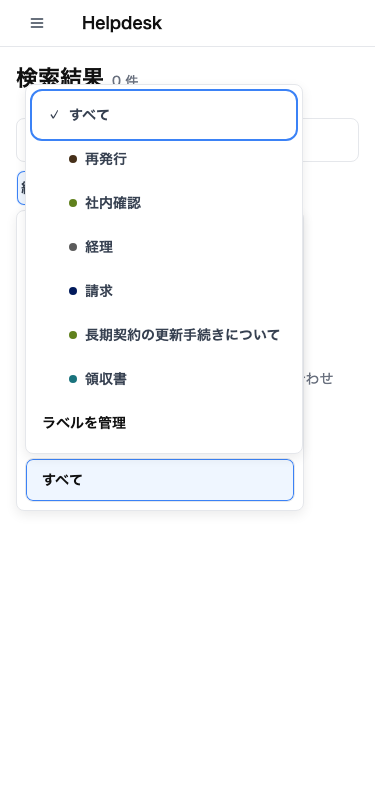 Helpdesk
検索結果 0 件
✓ すべて
再発行
社内確認
経理
請求
長期契約の更新手続きについて
領収書
わせ
ラベルを管理
すべて